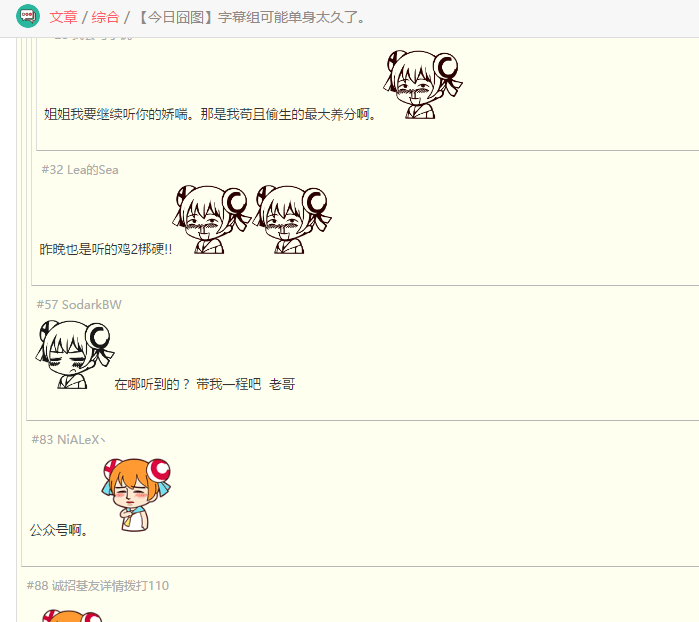 文章 / 综合 / 【今日囧图】字幕组可能单身太久了。
姐姐我要继续听你的娇喘。那是我苟且偷生的最大养分啊。
#32 Lea的Sea
昨晚也是听的鸡2梆硬!!
#57 SodarkBW
在哪听到的？ 带我一程吧 老哥
#83 NiALeX丶
公众号啊。
#88 诚招基友详情拨打110